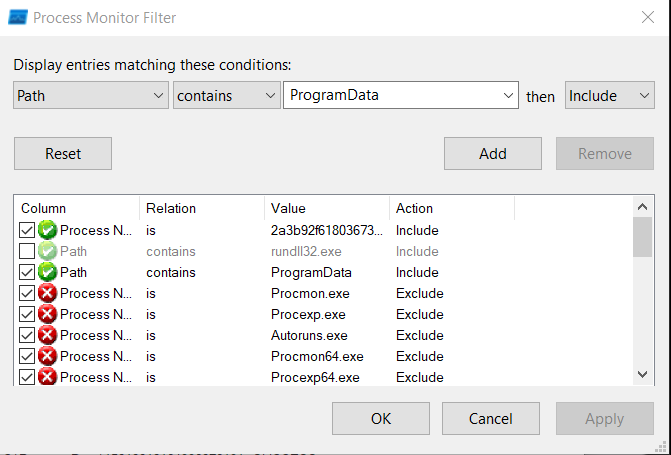 Process Monitor Filter
Display entries matching these conditions:
Path contains ProgramData then Include
Reset Add Remove
Column Relation Value Action
Process N... is 2a3b92f61803673... Include
Path contains rundll32.exe Include
Path contains ProgramData Include
Process N... is Procmon.exe Exclude
Process N... is Procexp.exe Exclude
Process N... is Autoruns.exe Exclude
Process N... is Procmon64.exe Exclude
Process N... is Procexp64.exe Exclude
OK Cancel Apply